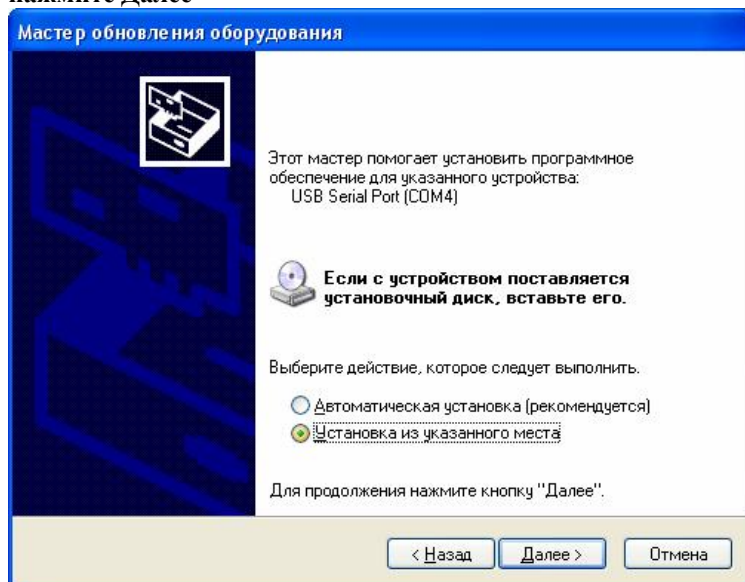 нажмите Далее
Мастер обновления оборудования
Этот мастер помогает установить программное
обеспечение для указанного устройства:
USB Serial Port (COM4)
Если с устройством поставляется
установочный диск, вставьте его.
Выберите действие, которое следует выполнить.
Автоматическая установка (рекомендуется)
Установка из указанного места
Для продолжения нажмите кнопку "Далее".
< Назад Далее > Отмена